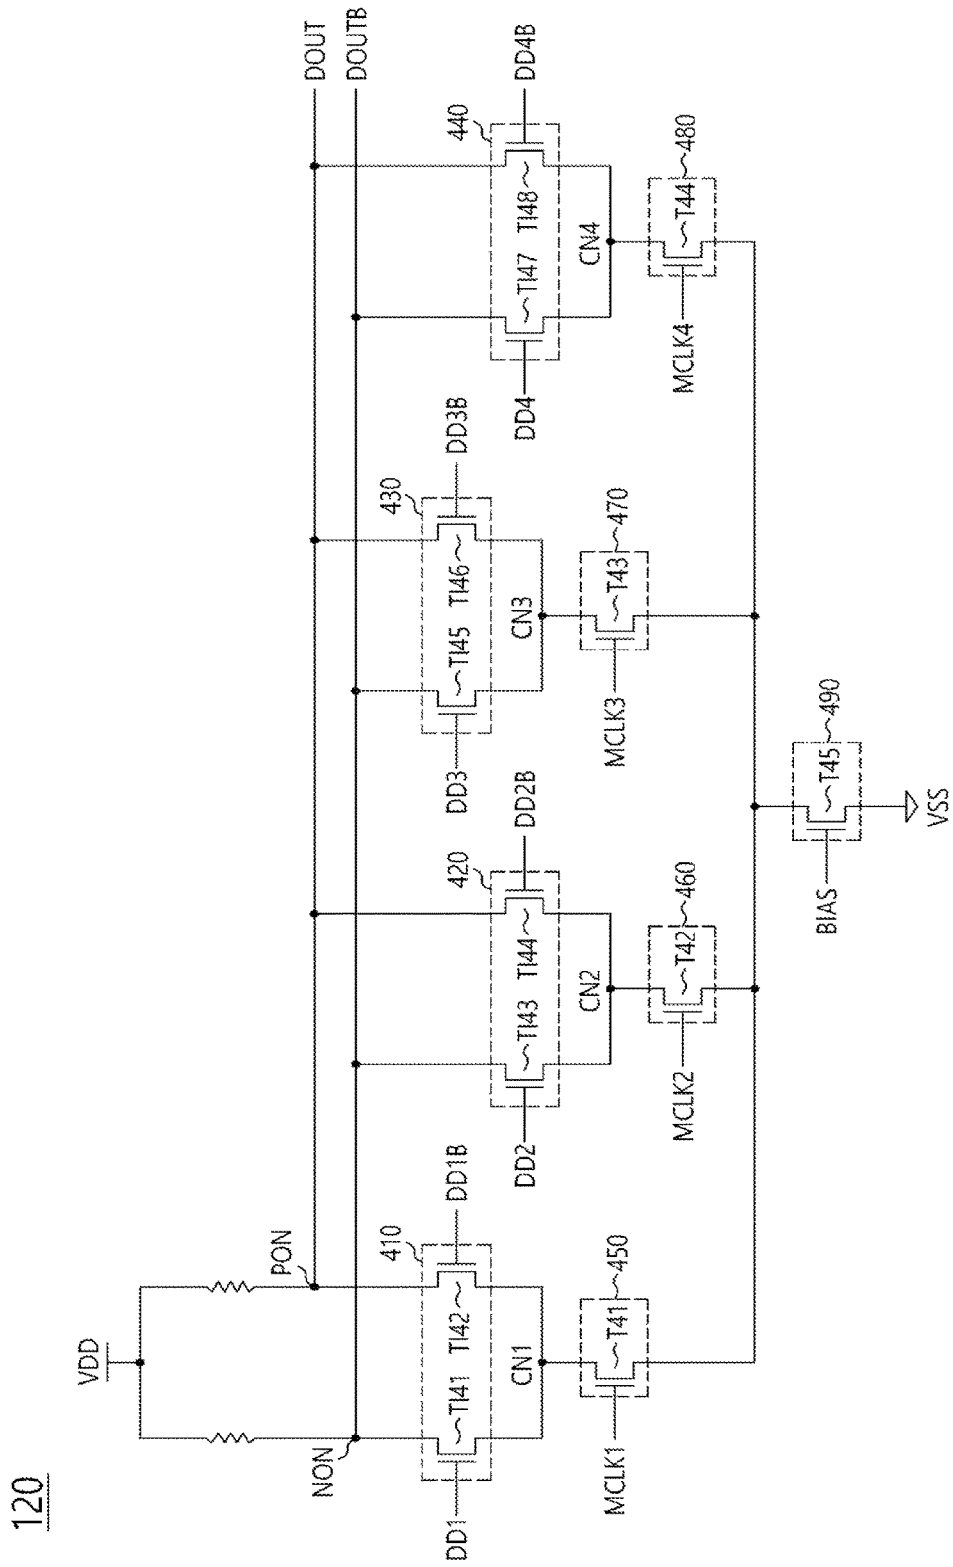 120
VDD
PON
NON
DOUT
DOUTB
410
DD1
TI41
TI42
DD1B
CN1
450
MCLK1
T41
420
DD2
TI43
TI44
DD2B
CN2
460
MCLK2
T42
430
DD3
TI45
TI46
DD3B
CN3
470
MCLK3
T43
440
DD4
TI47
TI48
DD4B
CN4
480
MCLK4
T44
490
BIAS
T45
VSS